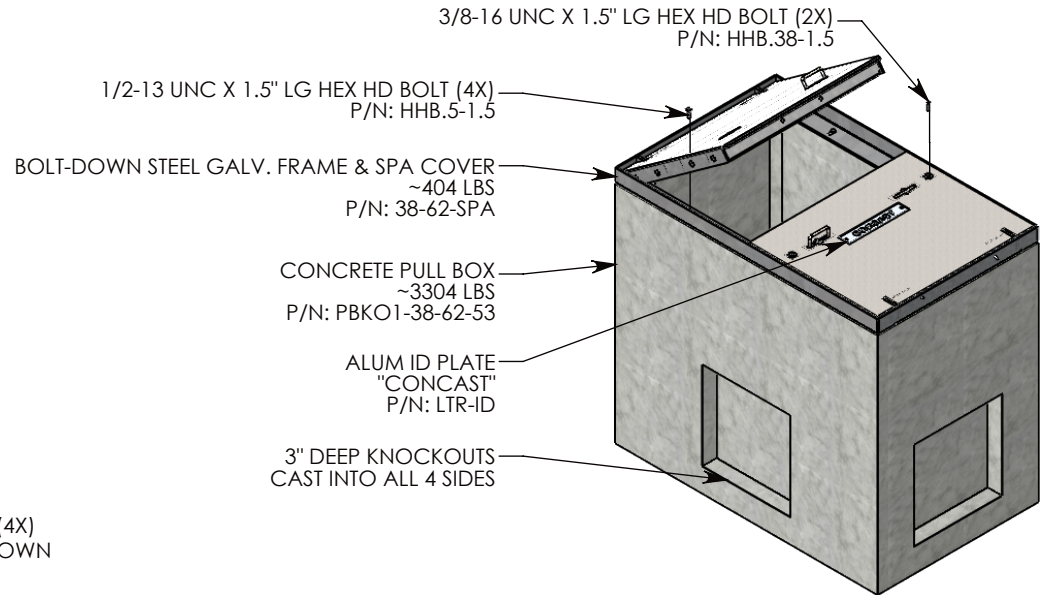 3/8-16 UNC X 1.5" LG HEX HD BOLT (2X)
P/N: HHB.38-1.5
1/2-13 UNC X 1.5" LG HEX HD BOLT (4X)
P/N: HHB.5-1.5
BOLT-DOWN STEEL GALV. FRAME & SPA COVER
~404 LBS
P/N: 38-62-SPA
CONCRETE PULL BOX
~3304 LBS
P/N: PBKO1-38-62-53
ALUM ID PLATE
"CONCAST"
P/N: LTR-ID
3" DEEP KNOCKOUTS
CAST INTO ALL 4 SIDES
(4X)
OWN
CONCAST